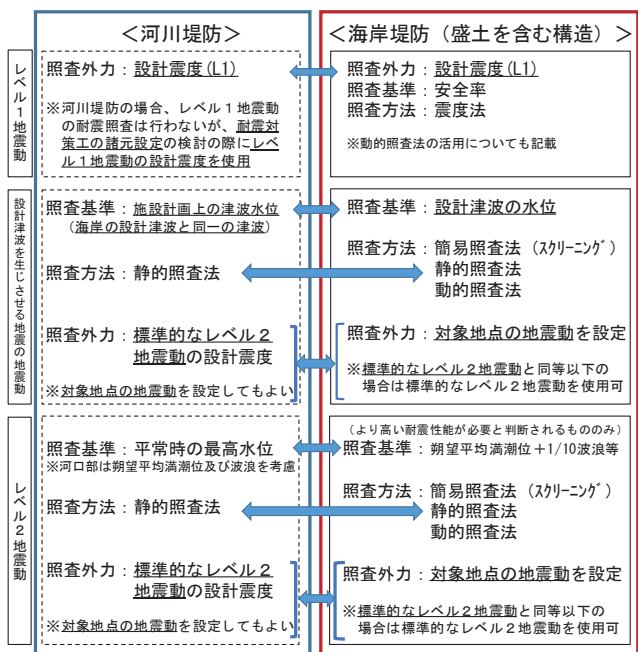 ＜河川堤防＞
＜海岸堤防（盛土を含む構造）＞
レベル１地震動
照査外力：設計震度(L1)
※河川堤防の場合、レベル１地震動
の耐震照査は行わないが、耐震対
策工の諸元設定の検討の際にレベ
ル１地震動の設計震度を使用
照査外力：設計震度(L1)
照査基準：安全率
照査方法：震度法
※動的照査法の活用についても記載
設計津波を生じさせる地震の地震動
照査基準：施設計画上の津波水位
（海岸の設計津波と同一の津波）
照査方法：静的照査法
照査外力：標準的なレベル２
地震動の設計震度
※対象地点の地震動を設定してもよい
照査基準：設計津波の水位
照査方法：簡易照査法（ｽｸﾘｰﾆﾝｸﾞ）
静的照査法
動的照査法
照査外力：対象地点の地震動を設定
※標準的なレベル２地震動と同等以下の
場合は標準的なレベル２地震動を使用可
レベル２地震動
照査基準：平常時の最高水位
※河口部は朔望平均満潮位及び波浪を考慮
照査方法：静的照査法
照査外力：標準的なレベル２
地震動の設計震度
※対象地点の地震動を設定してもよい
（より高い耐震性能が必要と判断されるもののみ）
照査基準：朔望平均満潮位＋1/10波浪等
照査方法：簡易照査法（ｽｸﾘｰﾆﾝｸﾞ）
静的照査法
動的照査法
照査外力：対象地点の地震動を設定
※標準的なレベル２地震動と同等以下の
場合は標準的なレベル２地震動を使用可